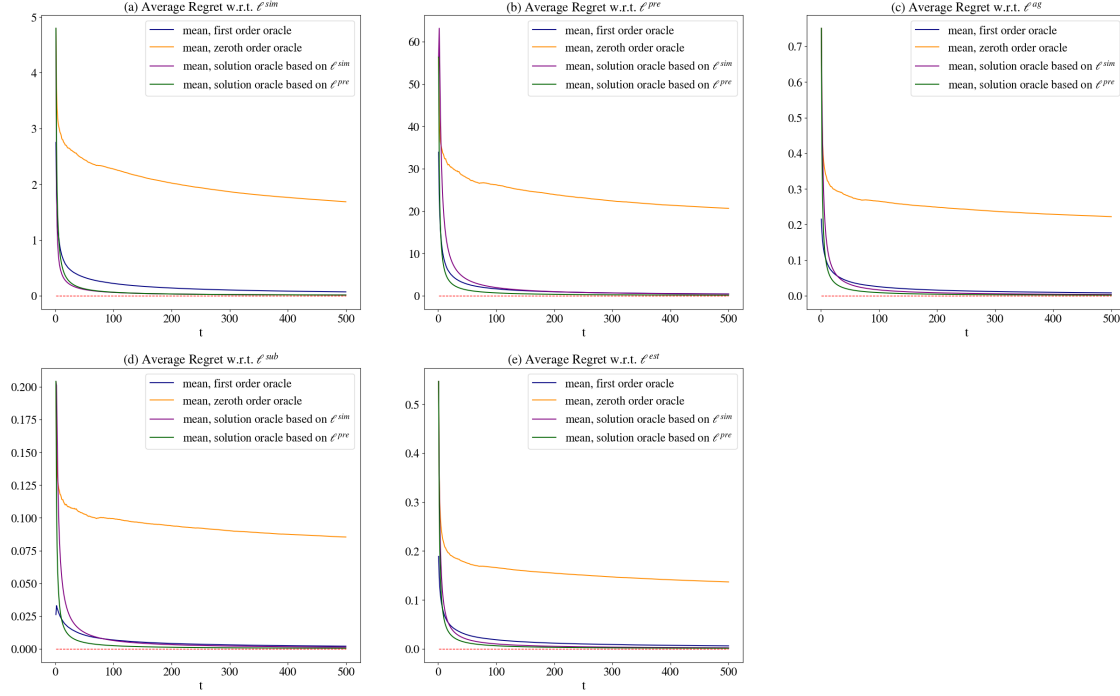 (a) Average Regret w.r.t. ℓ^sim
mean, first order oracle
mean, zeroth order oracle
mean, solution oracle based on ℓ^sim
mean, solution oracle based on ℓ^pre
5
4
3
2
1
0
0 100 200 300 400 500
t
(b) Average Regret w.r.t. ℓ^pre
mean, first order oracle
mean, zeroth order oracle
mean, solution oracle based on ℓ^sim
mean, solution oracle based on ℓ^pre
60
50
40
30
20
10
0
0 100 200 300 400 500
t
(c) Average Regret w.r.t. ℓ^ag
mean, first order oracle
mean, zeroth order oracle
mean, solution oracle based on ℓ^sim
mean, solution oracle based on ℓ^pre
0.7
0.6
0.5
0.4
0.3
0.2
0.1
0.0
0 100 200 300 400 500
t
(d) Average Regret w.r.t. ℓ^sub
mean, first order oracle
mean, zeroth order oracle
mean, solution oracle based on ℓ^sim
mean, solution oracle based on ℓ^pre
0.200
0.175
0.150
0.125
0.100
0.075
0.050
0.025
0.000
0 100 200 300 400 500
t
(e) Average Regret w.r.t. ℓ^est
mean, first order oracle
mean, zeroth order oracle
mean, solution oracle based on ℓ^sim
mean, solution oracle based on ℓ^pre
0.5
0.4
0.3
0.2
0.1
0.0
0 100 200 300 400 500
t